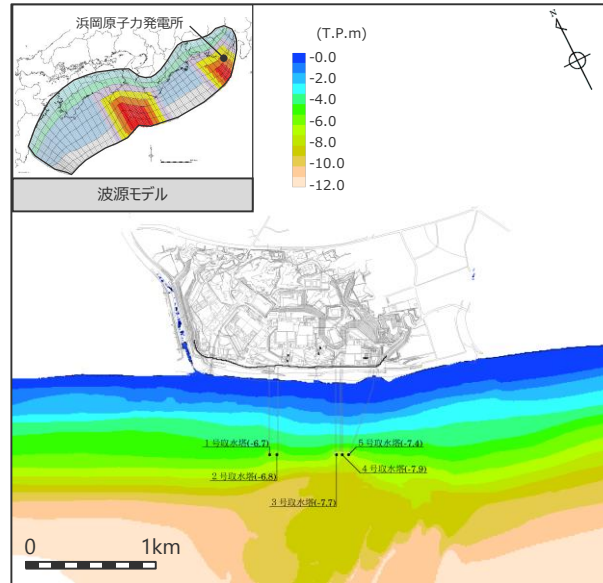 浜岡原子力発電所
波源モデル
(T.P.m)
-0.0
-2.0
-4.0
-6.0
-8.0
-10.0
-12.0
N
1号取水塔(-6.7)
5号取水塔(-7.4)
2号取水塔(-6.8)
4号取水塔(-7.9)
3号取水塔(-7.7)
0 1km